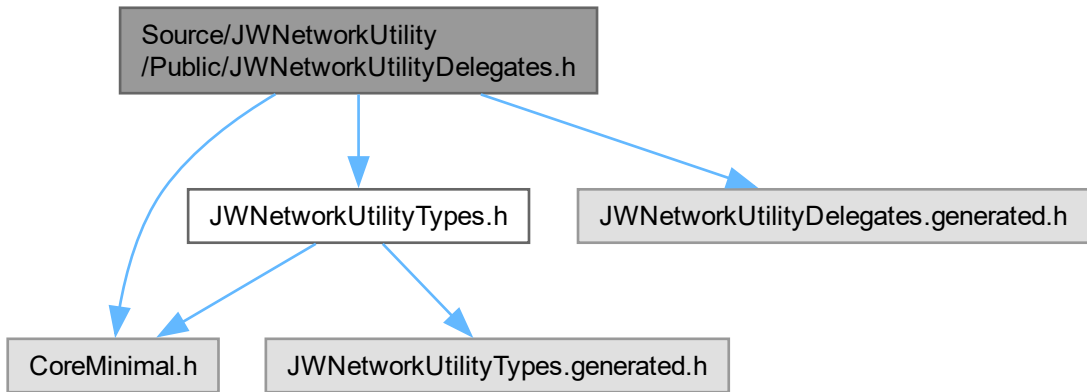 Source/JWNetworkUtility
/Public/JWNetworkUtilityDelegates.h
JWNetworkUtilityTypes.h
JWNetworkUtilityDelegates.generated.h
CoreMinimal.h
JWNetworkUtilityTypes.generated.h